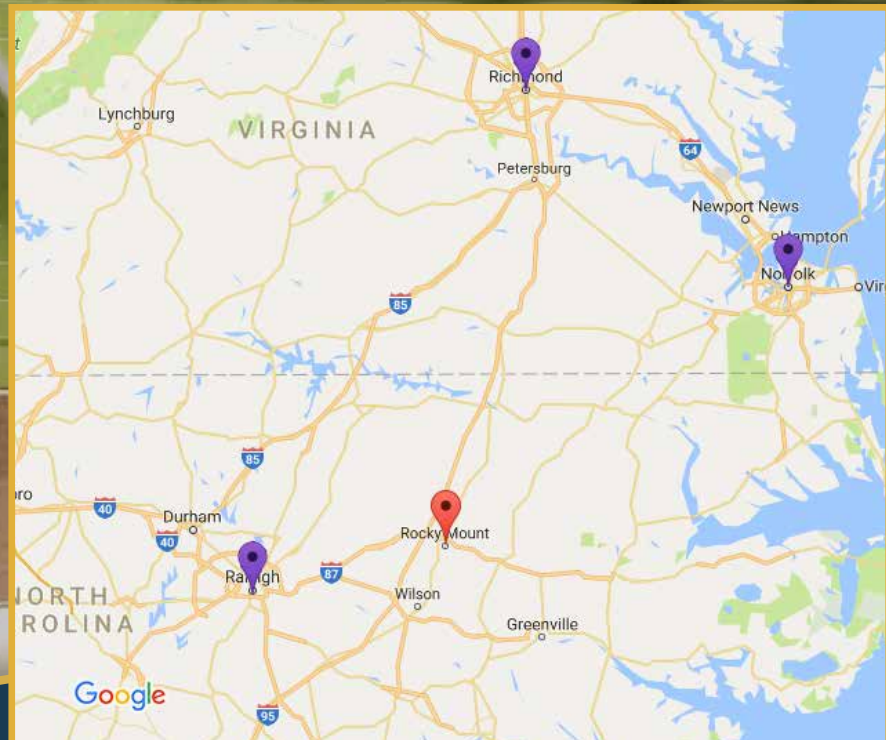 Richmond
Lynchburg
VIRGINIA
64
Petersburg
Newport News
Hampton
Norfolk
85
85
40
Durham
40
Rocky Mount
Raleigh
87
NORTH
ROLINA
Wilson
Greenville
Google
95